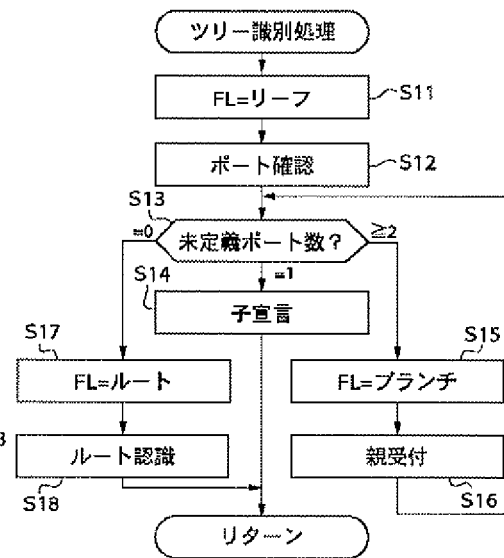 ツリー識別処理
FL=リーフ
S11
ポート確認
S12
S13
未定義ポート数?
=0
=1
≧2
S14
子宣言
S17
FL=ルート
S15
FL=ブランチ
ルート認識
S18
親受付
S16
リターン